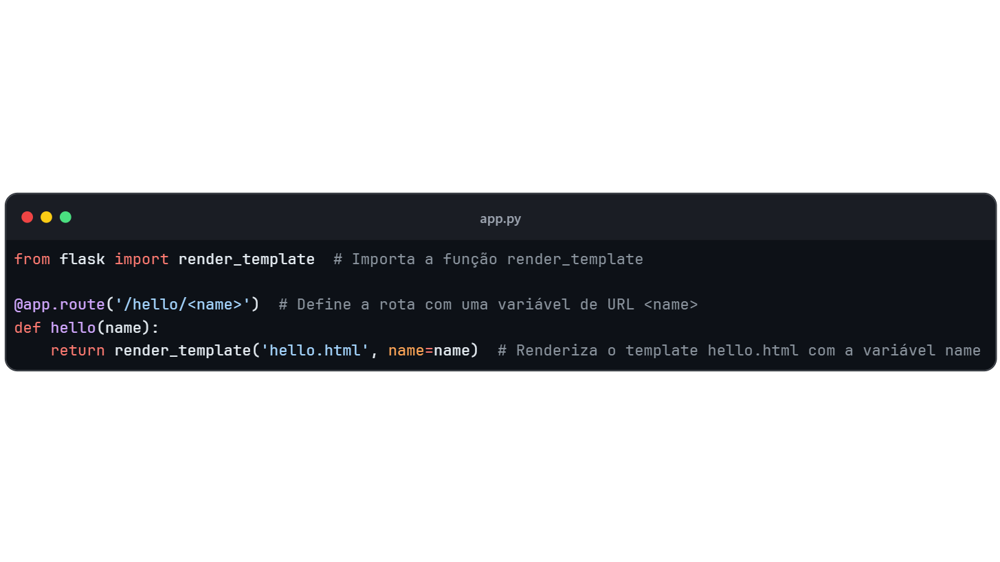 app.py
from flask import render_template  # Importa a função render_template
@app.route('/hello/<name>')  # Define a rota com uma variável de URL <name>
def hello(name):
    return render_template('hello.html', name=name)  # Renderiza o template hello.html com a variável name